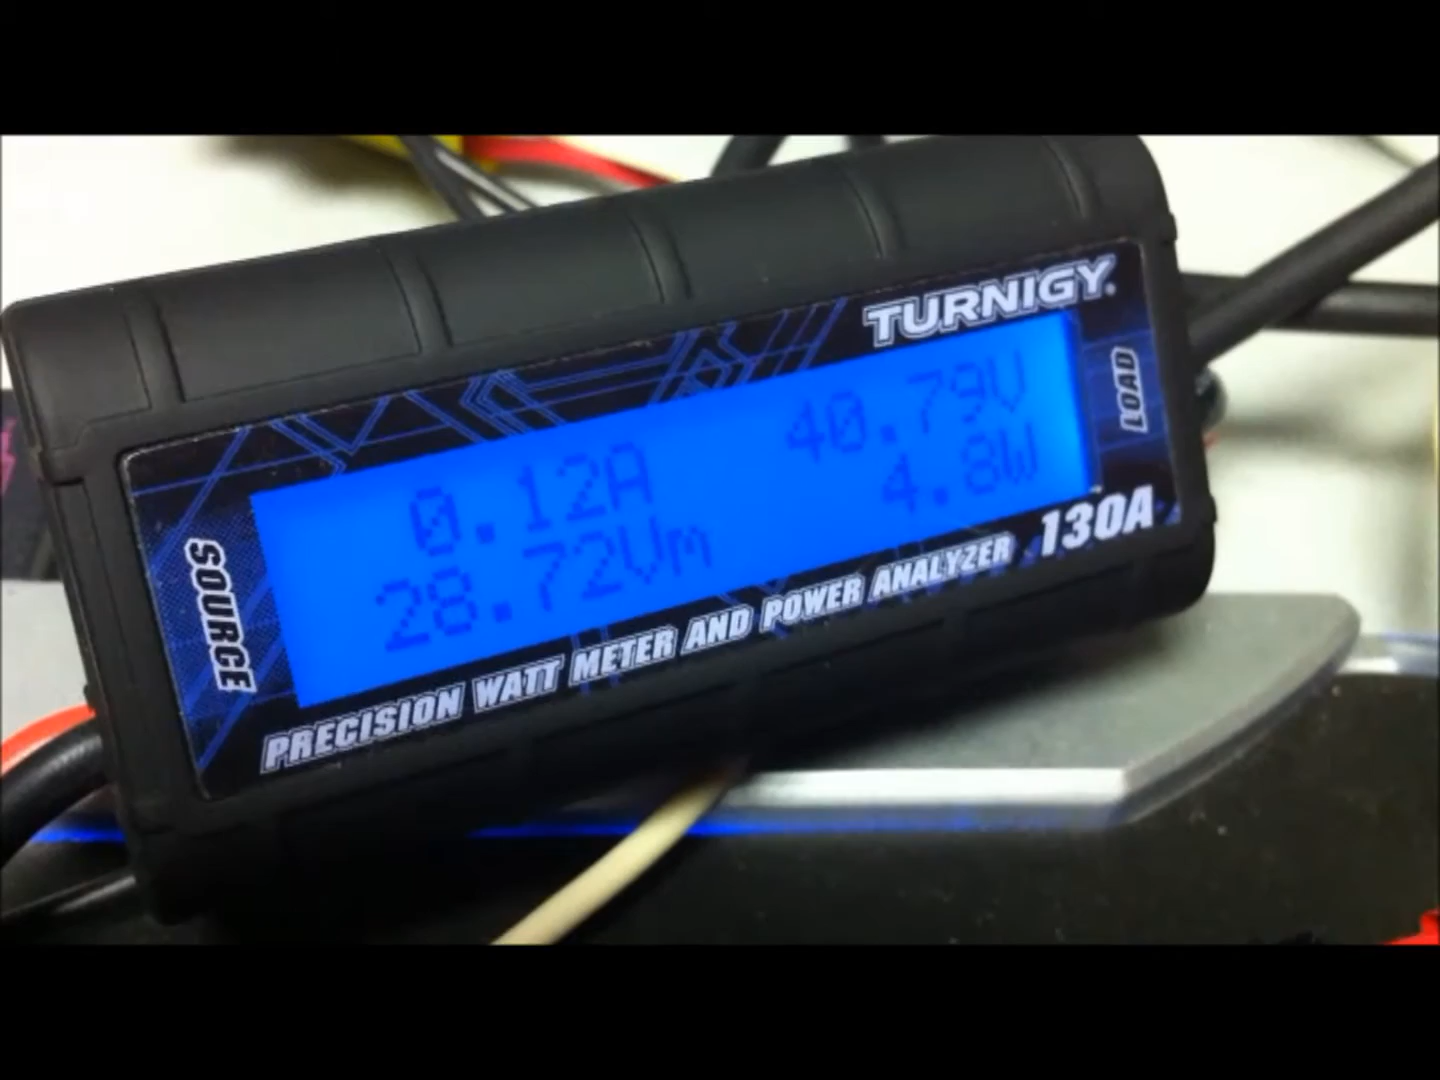 TURNIGY
0.12A 40.79V
28.72Vm 4.8W
SOURCE
LOAD
PRECISION WATT METER AND POWER ANALYZER 130A